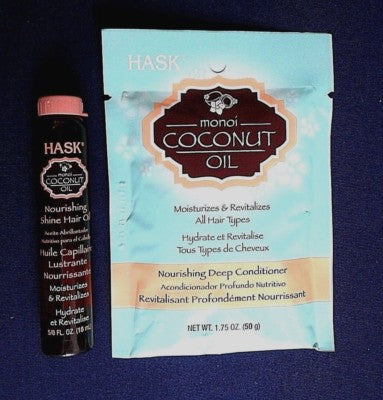 HASK
monoi
COCONUT
OIL
Nourishing
Shine Hair Oil
Aceite Abrillantador
Nutritivo para el Cabello
Huile Capillaire
Lustrante
Nourrissante
Moisturizes
& Revitalizes
Hydrate
et Revitalise
5/8 FL. OZ. (18 mL)
HASK
monoi
COCONUT
OIL
Moisturizes & Revitalizes
All Hair Types
Hydrate et Revitalise
Tous Types de Cheveux
Nourishing Deep Conditioner
Acondicionador Profundo Nutritivo
Revitalisant Profondément Nourrissant
NET WT. 1.75 OZ. (50 g)